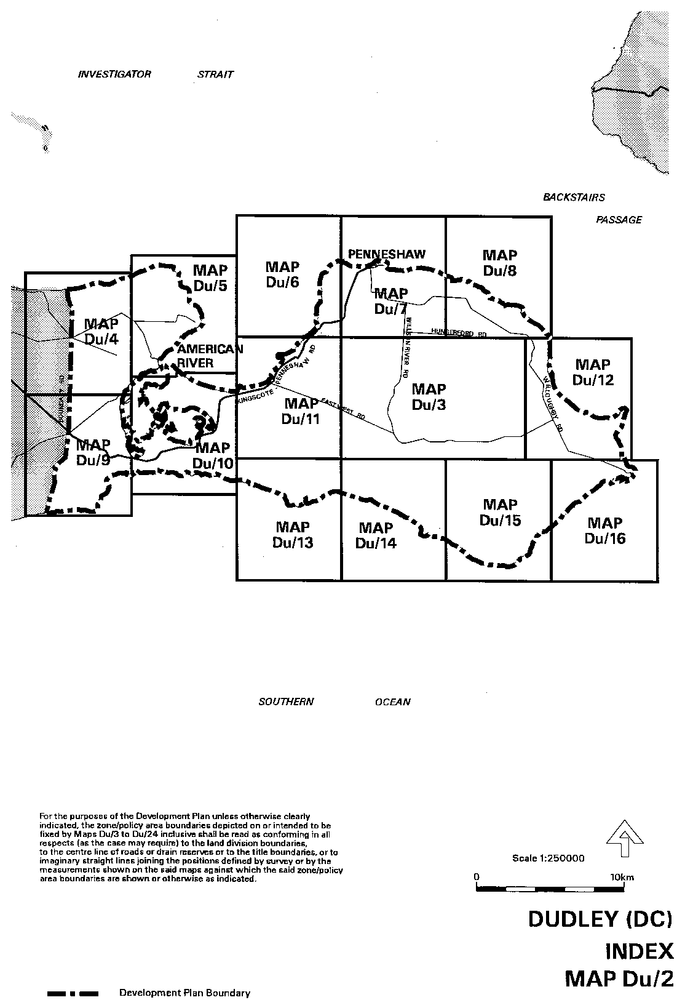 INVESTIGATOR STRAIT
BACKSTAIRS
PASSAGE
PENNESHAW
MAP
Du/8
MAP
Du/6
MAP
Du/5
MAP
Du/7
MAP
Du/4
HUNGERFORD RD
WILLSON RIVER RD
AMERICAN
RIVER
KINGSCOTE - PENNESHAW RD
MAP
Du/12
BOUNDARY RD
MAP
Du/3
WILLOUGHBY RD
MAP
Du/11
EAST WEST RD
MAP
Du/9
MAP
Du/10
MAP
Du/13
MAP
Du/14
MAP
Du/15
MAP
Du/16
SOUTHERN OCEAN
For the purposes of the Development Plan unless otherwise clearly
indicated, the zone/policy area boundaries depicted on or intended to be
fixed by Maps Du/3 to Du/24 inclusive shall be read as conforming in all
respects (as the case may require) to the land division boundaries,
to the centre line of roads or drain reserves or to the title boundaries, or to
imaginary straight lines joining the positions defined by survey or by the
measurements shown on the said maps against which the said zone/policy
area boundaries are shown or otherwise as indicated.
Scale 1:250000
0 10km
DUDLEY (DC)
INDEX
MAP Du/2
Development Plan Boundary